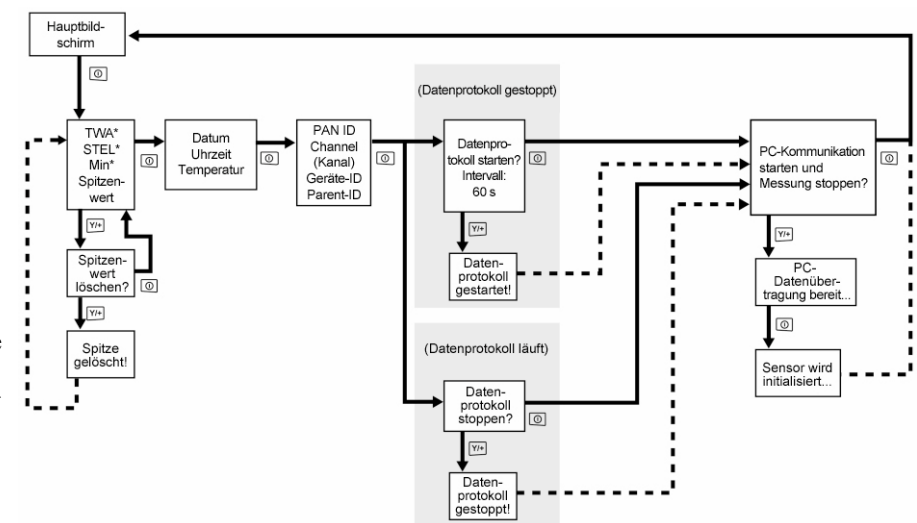 Hauptbild-
schirm
TWA*
STEL*
Min*
Spitzen-
wert
Y/+
Spitzen-
wert
löschen?
Y/+
Spitze
gelöscht!
Datum
Uhrzeit
Temperatur
PAN ID
Channel
(Kanal)
Geräte-ID
Parent-ID
(Datenprotokoll gestoppt)
Datenpro-
tokoll starten?
Intervall:
60 s
Y/+
Daten-
protokoll
gestartet!
(Datenprotokoll läuft)
Daten-
protokoll
stoppen?
Y/+
Daten-
protokoll
gestoppt!
PC-Kommunikation
starten und
Messung stoppen?
Y/+
PC-
Datenüber-
tragung bereit...
Sensor wird
initialisiert...